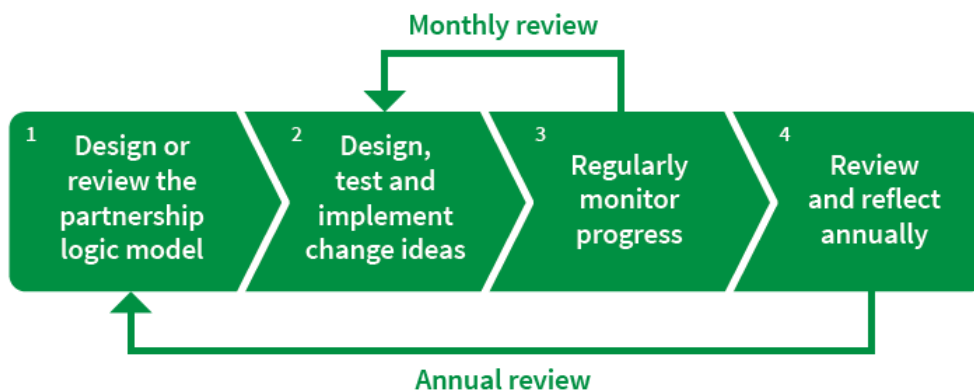 Monthly review
1
Design or
review the
partnership
logic model
2
Design,
test and
implement
change ideas
3
Regularly
monitor
progress
4
Review
and reflect
annually
Annual review